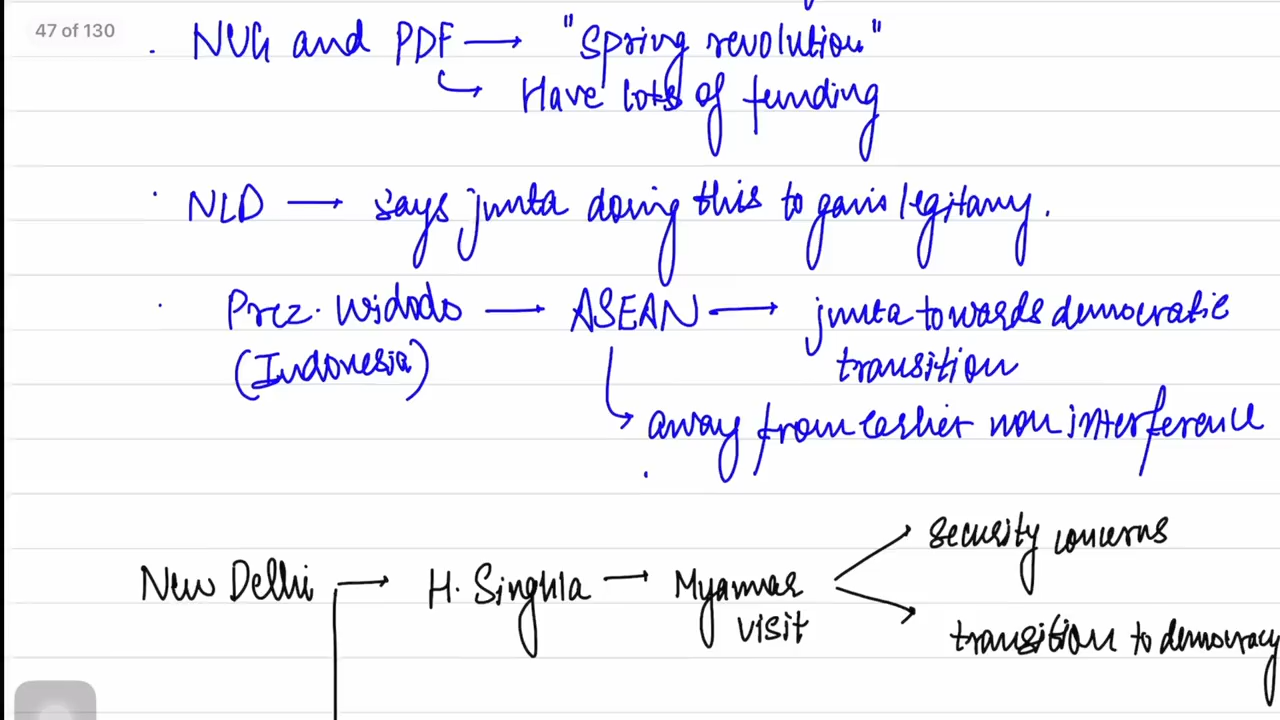 47 of 130
. NUG and PDF → "Spring revolution"
↳ Have lots of funding
· NLD → says junta doing this to gain legitamy.
· Prez. Widodo → ASEAN → junta towards democratic
(Indonesia) transition
↳ away from earlier non interference
New Delhi → H. Singhla → Myanmar visit
security concerns
transition to democracy